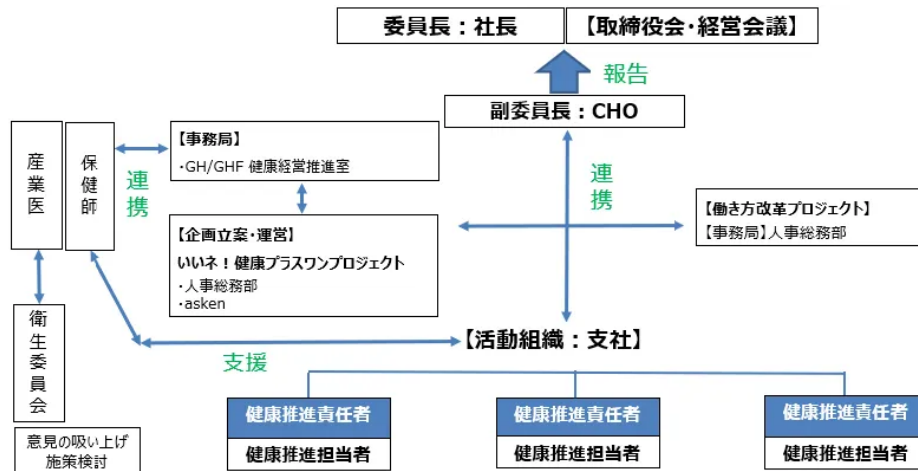 委員長：社長
【取締役会・経営会議】
報告
副委員長：CHO
産業医
保健師
連携
【事務局】
・GH/GHF 健康経営推進室
連携
【企画立案・運営】
いいネ！健康プラスワンプロジェクト
・人事総務部
・asken
【働き方改革プロジェクト】
【事務局】人事総務部
衛生委員会
支援
【活動組織：支社】
健康推進責任者
健康推進担当者
健康推進責任者
健康推進担当者
健康推進責任者
健康推進担当者
意見の吸い上げ
施策検討